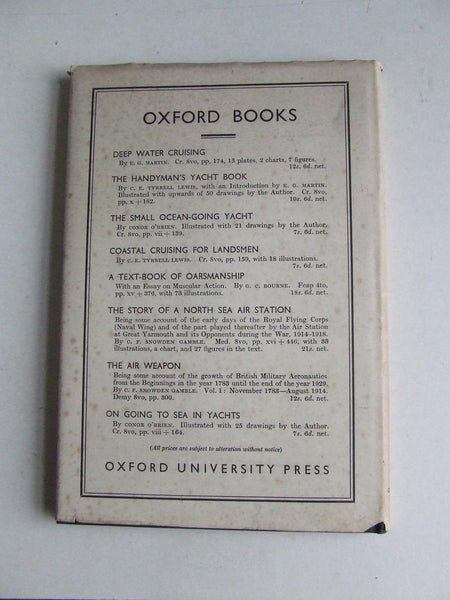 OXFORD BOOKS
DEEP WATER CRUISING
By E. G. MARTIN. Cr. 8vo, pp. 174, 13 plates, 2 charts, 7 figures.
12s. 6d. net.
THE HANDYMAN'S YACHT BOOK
By C. E. TYRRELL LEWIS, with an Introduction by E. G. MARTIN.
Illustrated with upwards of 50 drawings by the Author. Cr. 8vo,
pp. x + 182. 10s. 6d. net.
THE SMALL OCEAN-GOING YACHT
By CONOR O'BRIEN. Illustrated with 21 drawings by the Author.
Cr. 8vo, pp. vii + 139. 7s. 6d. net.
COASTAL CRUISING FOR LANDSMEN
By C. E. TYRRELL LEWIS. Cr. 8vo, pp. 159, with 18 illustrations.
7s. 6d. net.
A TEXT-BOOK OF OARSMANSHIP
With an Essay on Muscular Action. By G. C. BOURNE. Fcap 4to,
pp. xv + 376, with 73 illustrations. 18s. 6d. net.
THE STORY OF A NORTH SEA AIR STATION
Being some account of the early days of the Royal Flying Corps
(Naval Wing) and of the part played thereafter by the Air Station
at Great Yarmouth and its Opponents during the War, 1914-1918.
By C. F. SNOWDEN GAMBLE. Med. 8vo, pp. xvi + 446, with 33
illustrations, a chart, and 27 figures in the text. 21s. net.
THE AIR WEAPON
Being some account of the growth of British Military Aeronautics
from the Beginnings in the year 1783 until the end of the year 1929.
By C. F. SNOWDEN GAMBLE. Vol. I: November 1783—August 1914.
Demy 8vo, pp. 500. 12s. 6d. net.
ON GOING TO SEA IN YACHTS
By CONOR O'BRIEN. Illustrated with 25 drawings by the Author.
Cr. 8vo, pp. viii + 164. 7s. 6d. net.
(All prices are subject to alteration without notice)
OXFORD UNIVERSITY PRESS